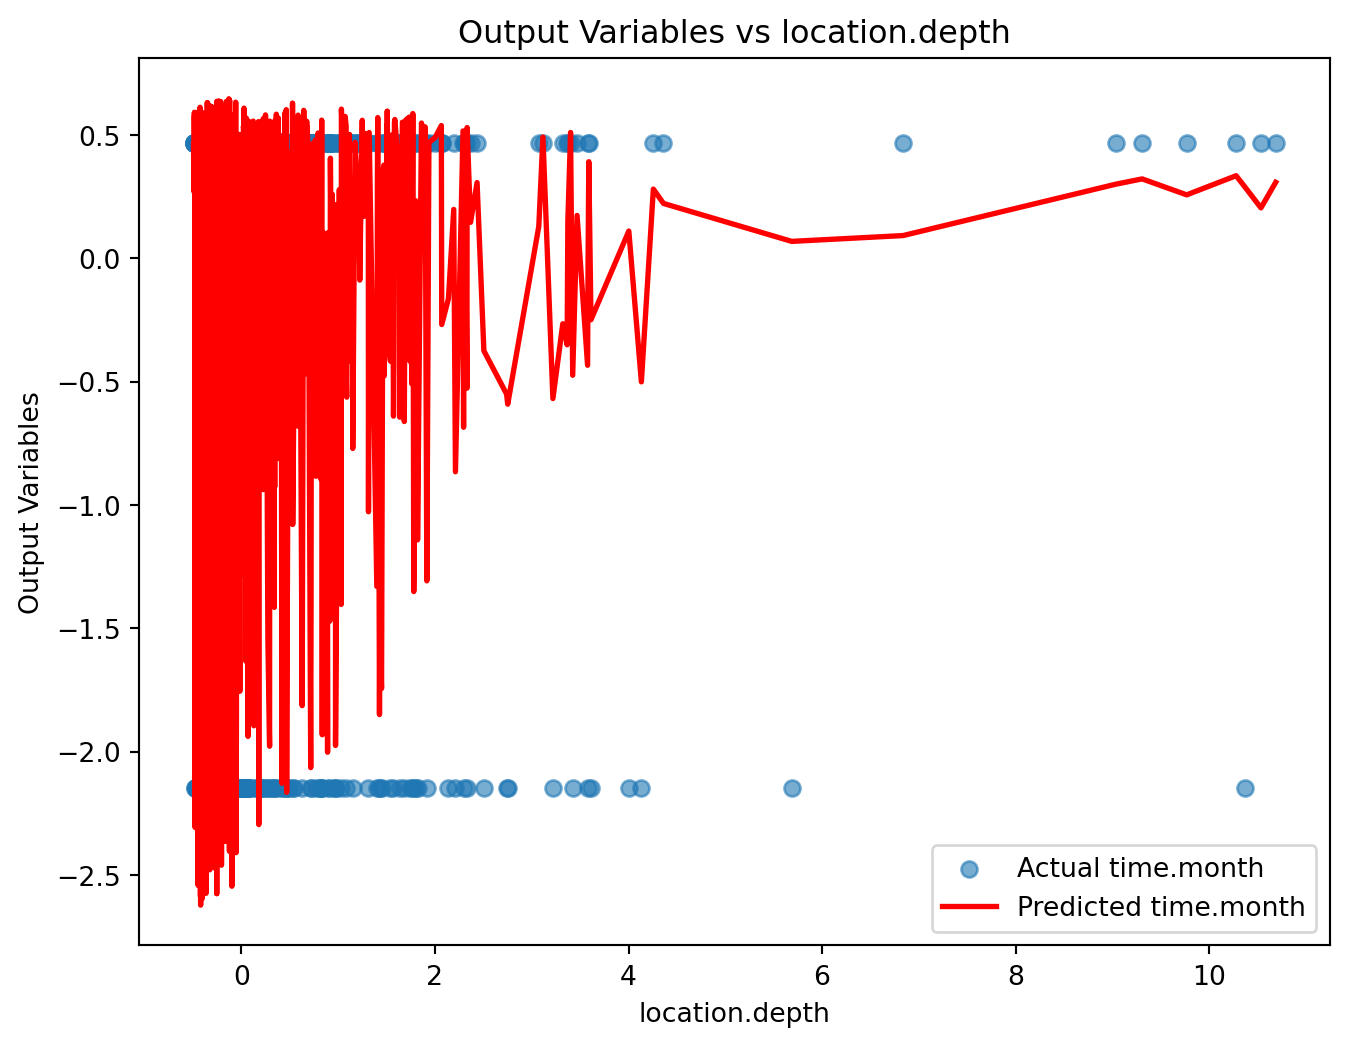 Output Variables vs location.depth
Output Variables
0.5
0.0
−0.5
−1.0
−1.5
−2.0
−2.5
0
2
4
6
8
10
location.depth
Actual time.month
Predicted time.month